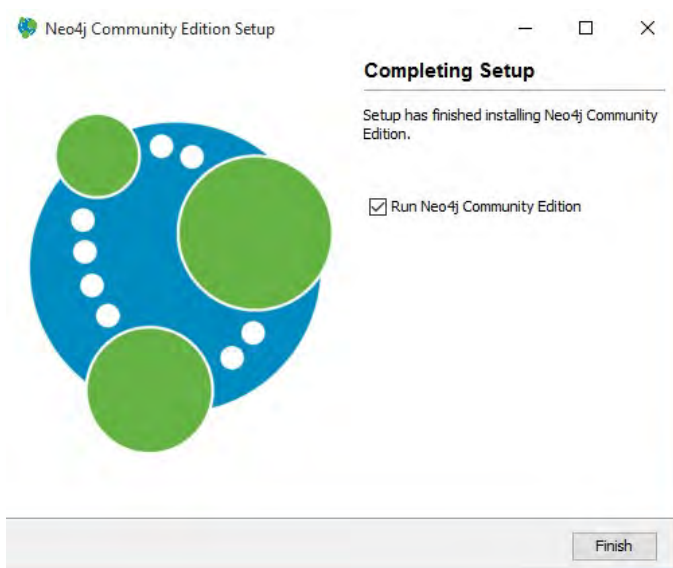 Neo4j Community Edition Setup
Completing Setup
Setup has finished installing Neo4j Community
Edition.
Run Neo4j Community Edition
Finish